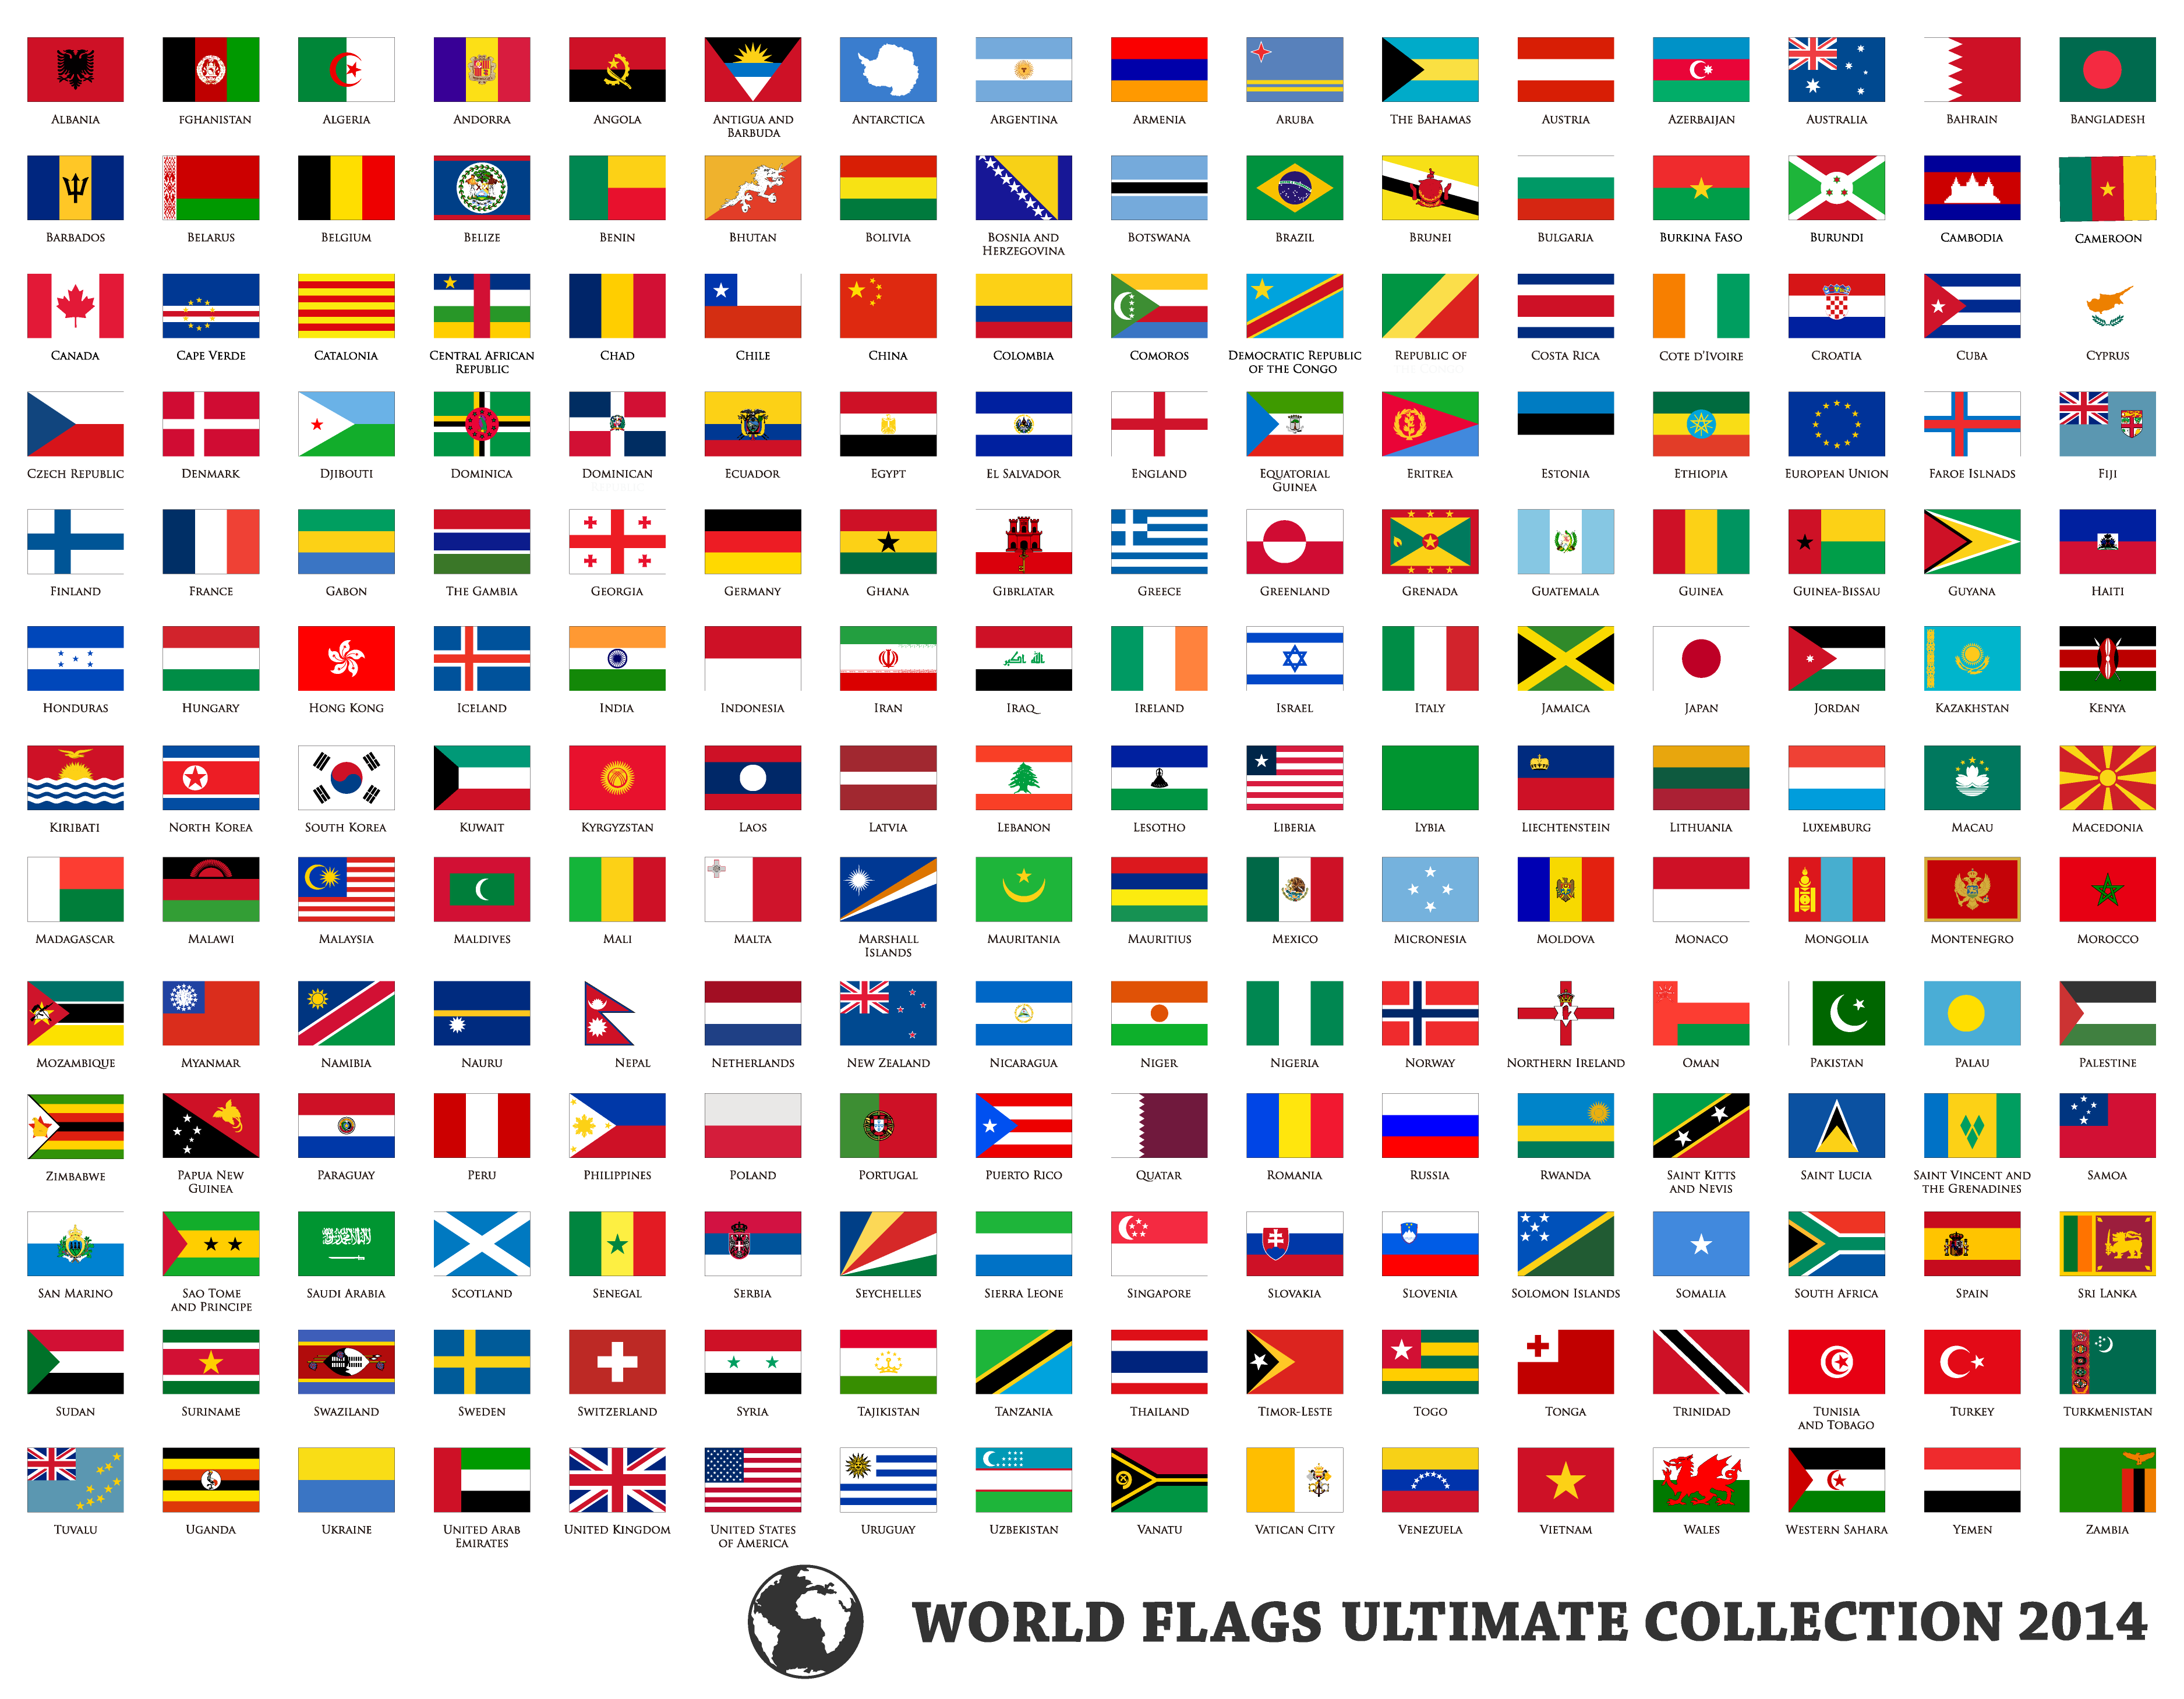 Albania
fghanistan
Algeria
Andorra
Angola
Antigua and
Barbuda
Antarctica
Argentina
Armenia
Aruba
The Bahamas
Austria
Azerbaijan
Australia
Bahrain
Bangladesh
Barbados
Belarus
Belgium
Belize
Benin
Bhutan
Bolivia
Bosnia and
Herzegovina
Botswana
Brazil
Brunei
Bulgaria
Burkina Faso
Burundi
Cambodia
Cameroon
Canada
Cape Verde
Catalonia
Central African
Republic
Chad
Chile
China
Colombia
Comoros
Democratic Republic
of the Congo
Republic of
Costa Rica
Cote d'Ivoire
Croatia
Cuba
Cyprus
Czech Republic
Denmark
Djibouti
Dominica
Dominican
Ecuador
Egypt
El Salvador
England
Equatorial
Guinea
Eritrea
Estonia
Ethiopia
European Union
Faroe Islnads
Fiji
Finland
France
Gabon
The Gambia
Georgia
Germany
Ghana
Gibrlatar
Greece
Greenland
Grenada
Guatemala
Guinea
Guinea-Bissau
Guyana
Haiti
Honduras
Hungary
Hong Kong
Iceland
India
Indonesia
Iran
الله اكبر
Iraq
Ireland
Israel
Italy
Jamaica
Japan
Jordan
Kazakhstan
Kenya
Kiribati
North Korea
South Korea
Kuwait
Kyrgyzstan
Laos
Latvia
Lebanon
Lesotho
Liberia
Lybia
Liechtenstein
Lithuania
Luxemburg
Macau
Macedonia
Madagascar
Malawi
Malaysia
Maldives
Mali
Malta
Marshall
Islands
Mauritania
Mauritius
Mexico
Micronesia
Moldova
Monaco
Mongolia
Montenegro
Morocco
Mozambique
Myanmar
Namibia
Nauru
Nepal
Netherlands
New Zealand
Nicaragua
Niger
Nigeria
Norway
Northern Ireland
Oman
Pakistan
Palau
Palestine
Zimbabwe
Papua New
Guinea
Paraguay
Peru
Philippines
Poland
Portugal
Puerto Rico
Quatar
Romania
Russia
Rwanda
Saint Kitts
and Nevis
Saint Lucia
Saint Vincent and
the Grenadines
Samoa
San Marino
Sao Tome
and Principe
Saudi Arabia
Scotland
Senegal
Serbia
Seychelles
Sierra Leone
Singapore
Slovakia
Slovenia
Solomon Islands
Somalia
South Africa
Spain
Sri Lanka
Sudan
Suriname
Swaziland
Sweden
Switzerland
Syria
Tajikistan
Tanzania
Thailand
Timor-Leste
Togo
Tonga
Trinidad
Tunisia
and Tobago
Turkey
Turkmenistan
Tuvalu
Uganda
Ukraine
United Arab
Emirates
United Kingdom
United States
of America
Uruguay
Uzbekistan
Vanatu
Vatican City
Venezuela
Vietnam
Wales
Western Sahara
Yemen
Zambia
WORLD FLAGS ULTIMATE COLLECTION 2014